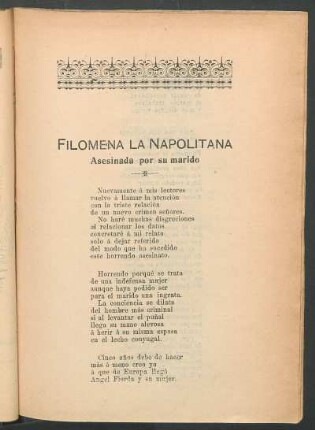 FILOMENA LA NAPOLITANA
Asesinada por su marido
Nuevamente á mis lectores
vuelvo á llamar la atención
con la triste relación
de un nuevo crimen señores.
No haré muchas disgreciones
al relacionar los datos
concretaré á mi relato
solo á dejar referido
del modo que ha sucedido
este horrendo asesinato.
Horrendo porqué se trata
de una indefensa mujer
aunque haya podido ser
para el marido una ingrata.
La conciencia se dilata
del hombre más criminal
si al levantar el puñal
llego su mano alevosa
á herir á su misma esposa
en el lecho conyugal.
Cinco años debe de hacer
más ó meno creo yo
á que de Europa llegó
Angel Fierda y su mujer.